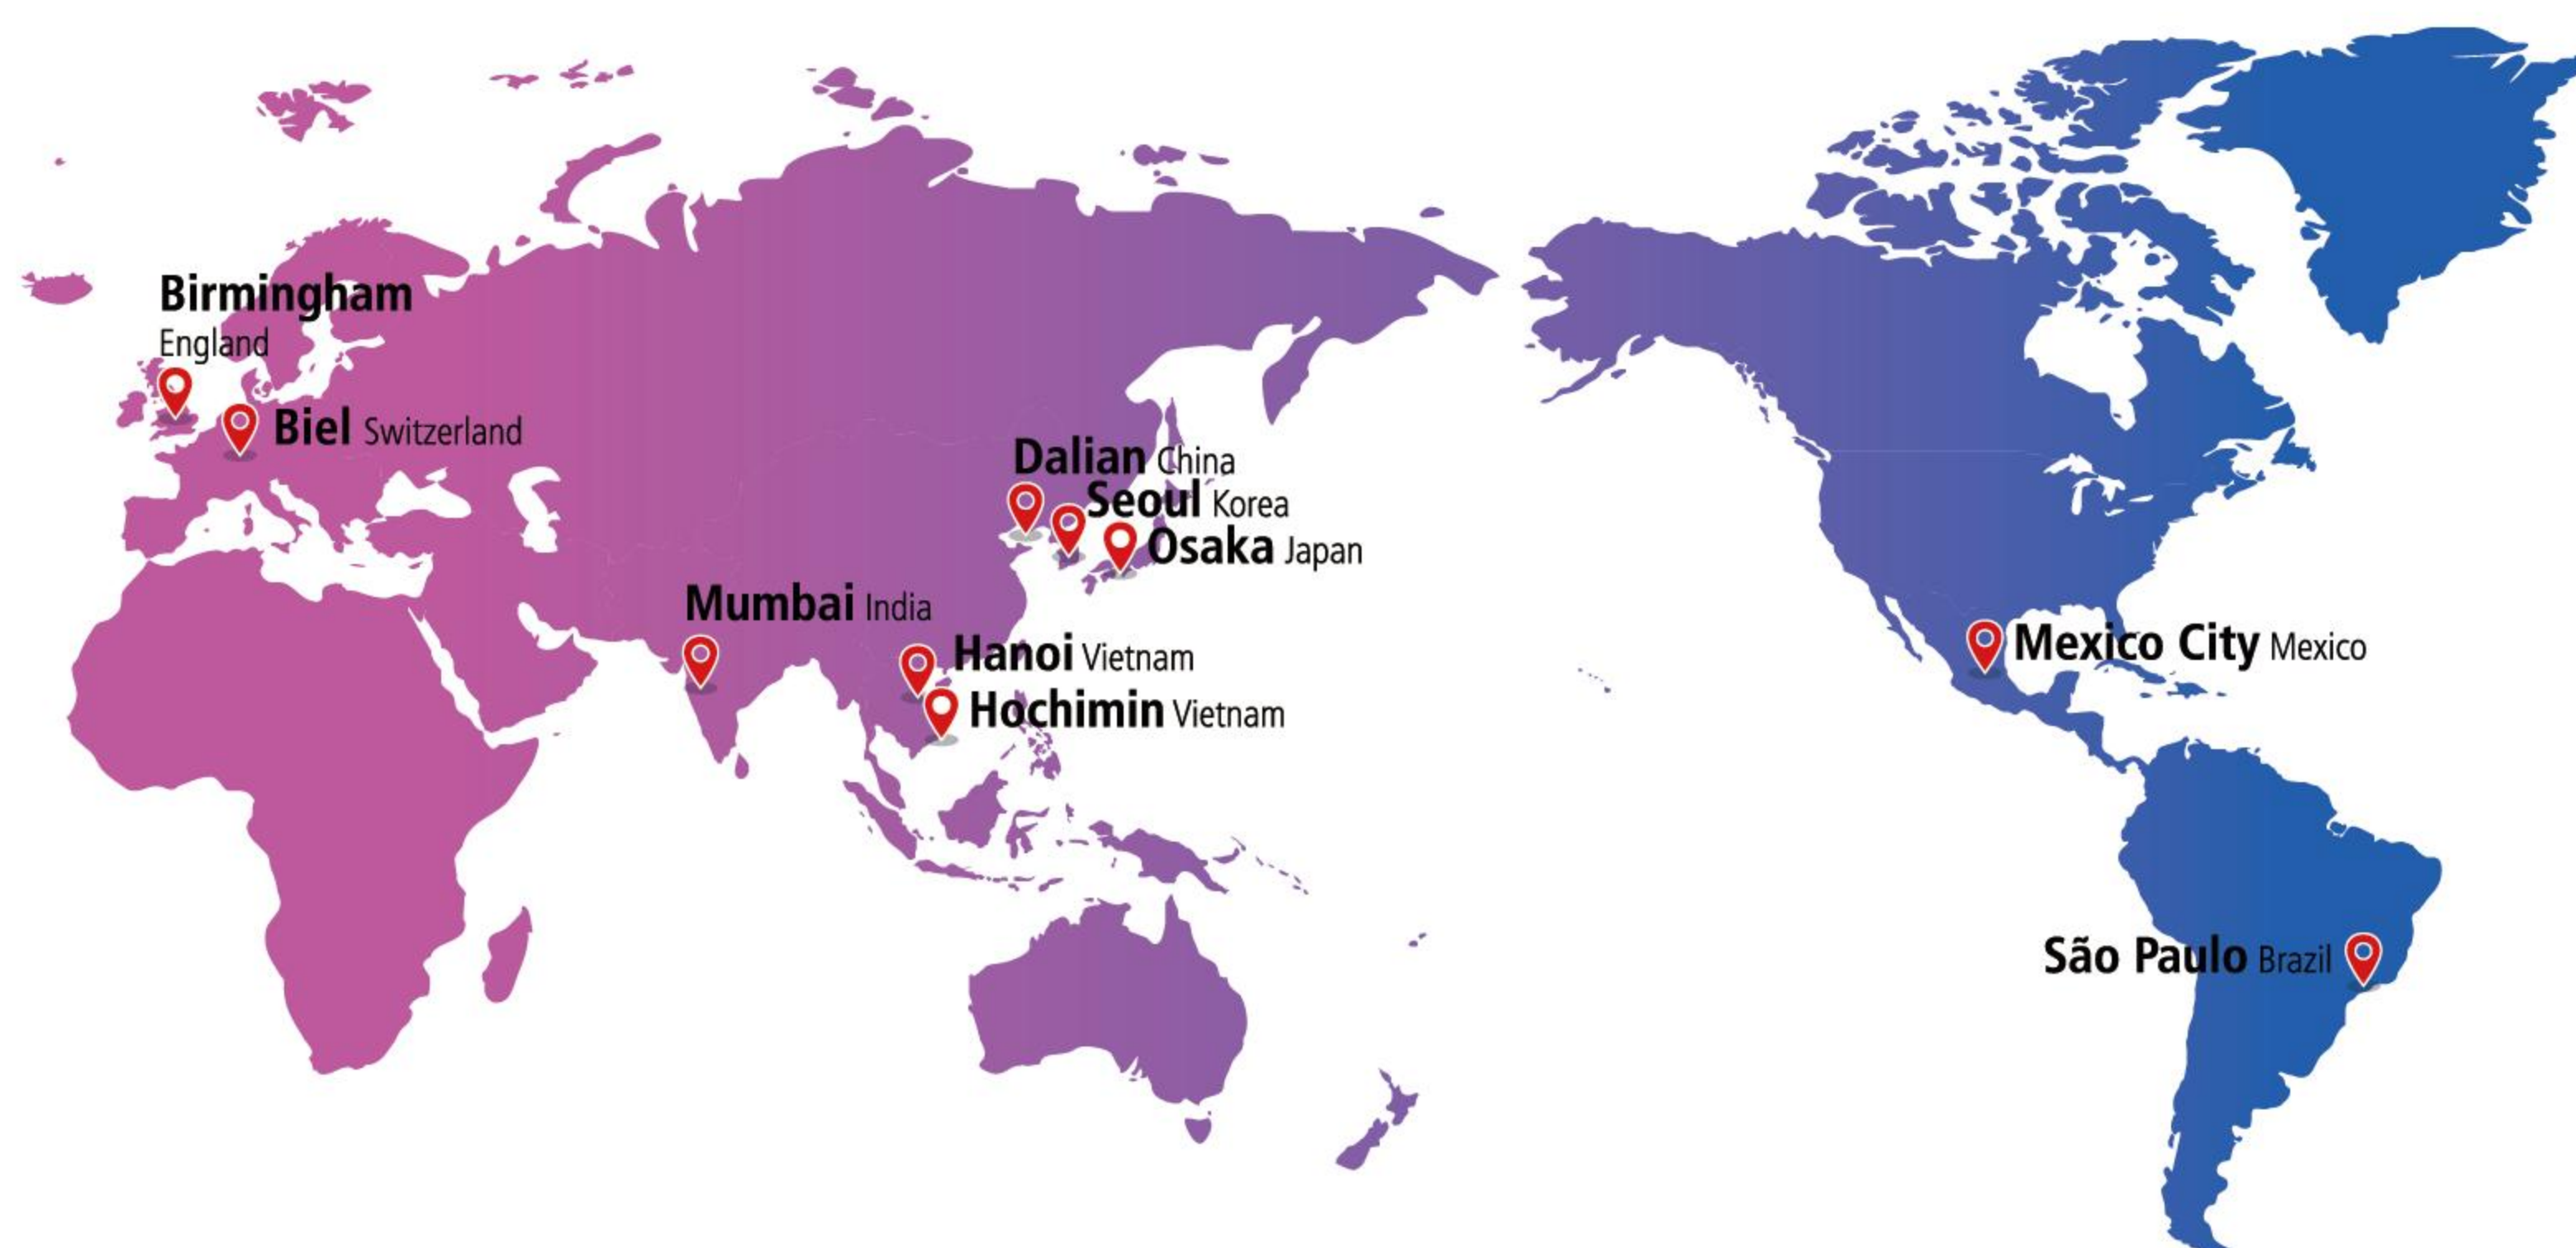 Birmingham
England
Biel Switzerland
Dalian China
Seoul Korea
Osaka Japan
Mumbai India
Hanoi Vietnam
Hochimin Vietnam
Mexico City Mexico
São Paulo Brazil